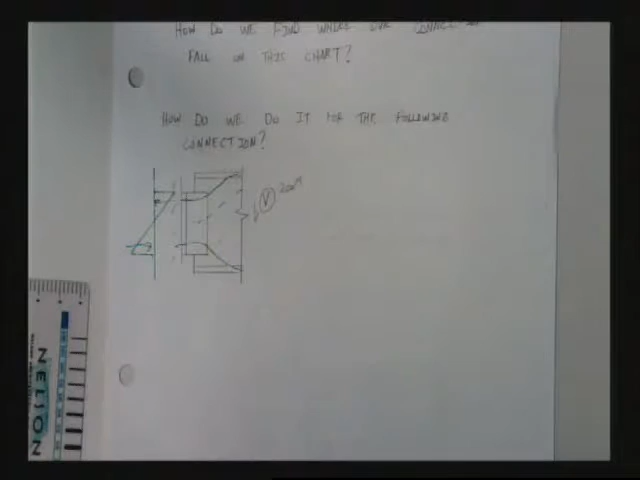 HOW DO WE FIND WHERE OUR CONNECTION
FALL ON THIS CHART?
HOW DO WE DO IT FOR THE FOLLOWING
CONNECTION?
V
NELSON